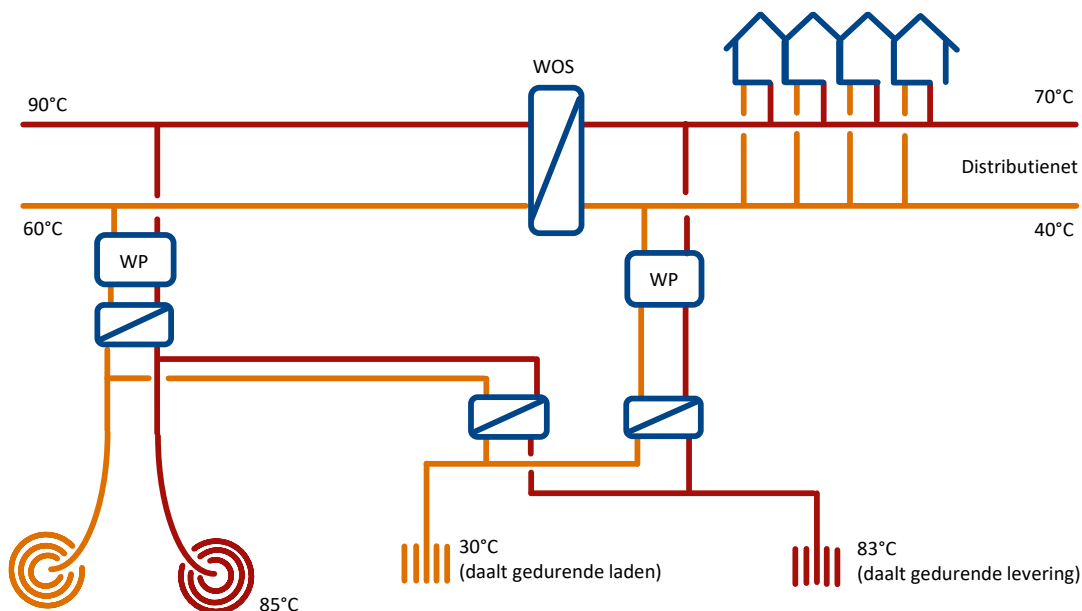 WOS
90°C
70°C
Distributienet
60°C
40°C
WP
WP
30°C
(daalt gedurende laden)
83°C
(daalt gedurende levering)
85°C